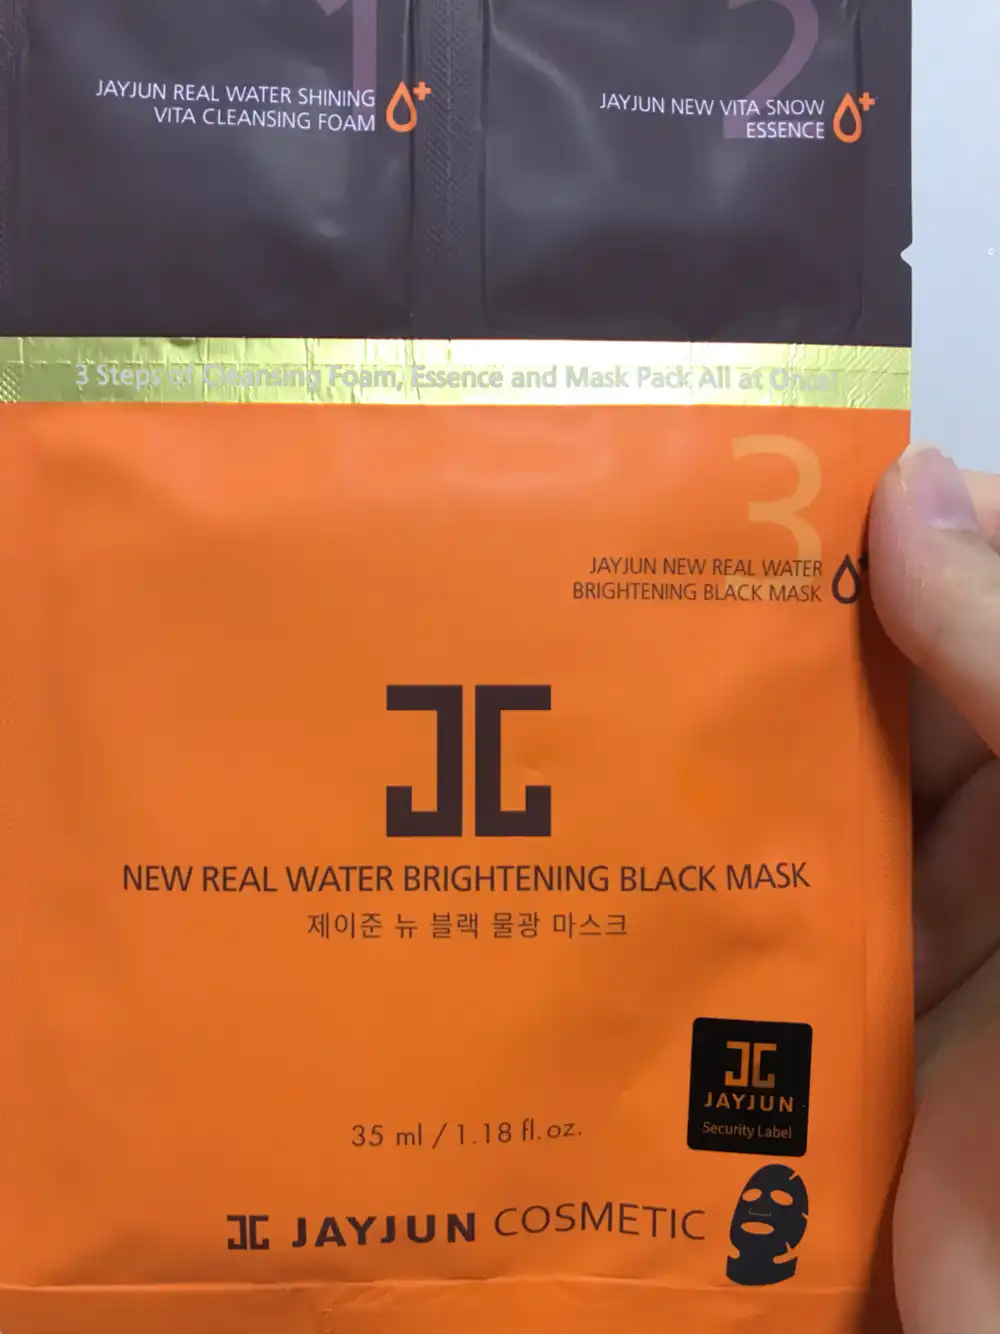 1
JAYJUN REAL WATER SHINING
VITA CLEANSING FOAM
2
JAYJUN NEW VITA SNOW
ESSENCE
3 Steps of Cleansing Foam, Essence and Mask Pack All at Once!
3
JAYJUN NEW REAL WATER
BRIGHTENING BLACK MASK
NEW REAL WATER BRIGHTENING BLACK MASK
제이준 뉴 블랙 물광 마스크
JAYJUN
Security Label
35 ml / 1.18 fl. oz.
JAYJUN COSMETIC